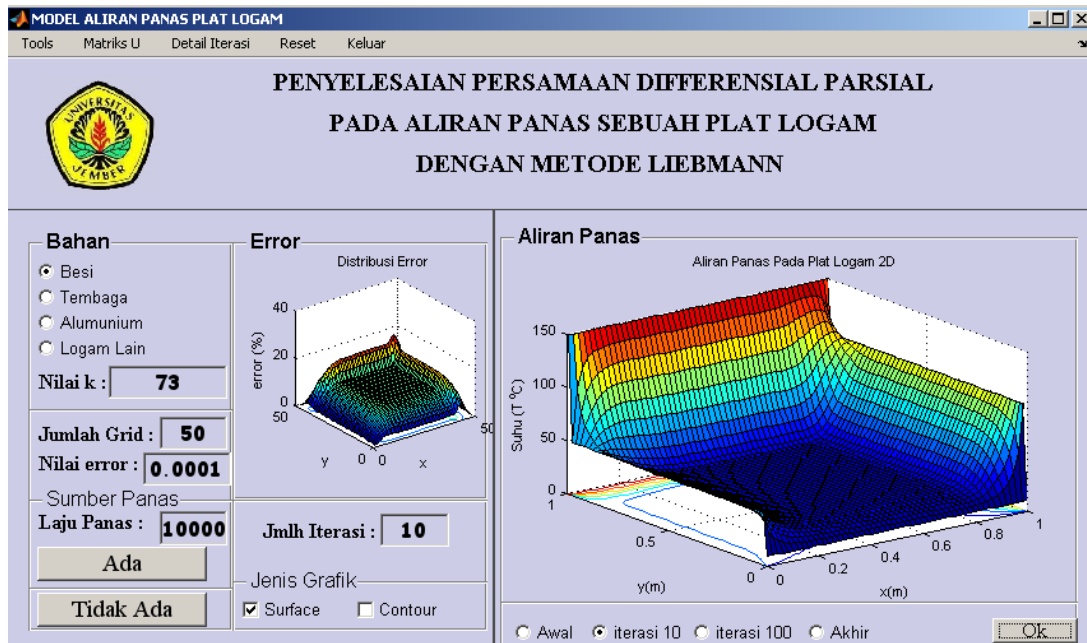 MODEL ALIRAN PANAS PLAT LOGAM
Tools Matriks U Detail Iterasi Reset Keluar
UNIVERSITAS
JEMBER
PENYELESAIAN PERSAMAAN DIFFERENSIAL PARSIAL
PADA ALIRAN PANAS SEBUAH PLAT LOGAM
DENGAN METODE LIEBMANN
Bahan
Besi
Tembaga
Alumunium
Logam Lain
Nilai k : 73
Jumlah Grid : 50
Nilai error : 0.0001
Sumber Panas
Laju Panas : 10000
Ada
Tidak Ada
Error
Distribusi Error
error (%)
40
20
0
50
0
0
50
y
x
Jmlh Iterasi : 10
Jenis Grafik
Surface Contour
Aliran Panas
Aliran Panas Pada Plat Logam 2D
Suhu (T °C)
150
100
50
0
1
0.5
0
0
0.2
0.4
0.6
0.8
1
y(m)
x(m)
Awal iterasi 10 iterasi 100 Akhir
Ok